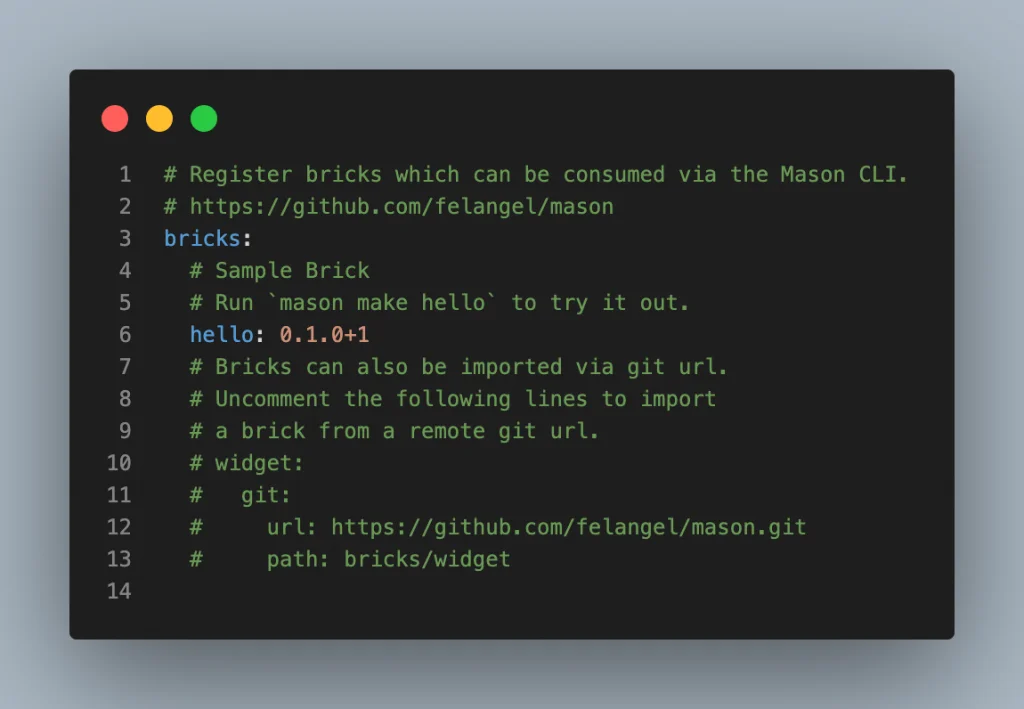 1 # Register bricks which can be consumed via the Mason CLI.
2 # https://github.com/felangel/mason
3 bricks:
4   # Sample Brick
5   # Run `mason make hello` to try it out.
6   hello: 0.1.0+1
7   # Bricks can also be imported via git url.
8   # Uncomment the following lines to import
9   # a brick from a remote git url.
10   # widget:
11   #   git:
12   #     url: https://github.com/felangel/mason.git
13   #     path: bricks/widget
14